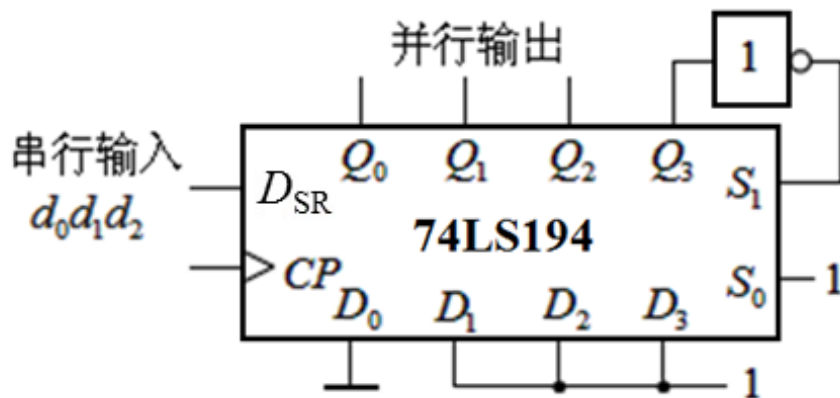 并行输出
1
串行输入
d₀d₁d₂
Q₀ Q₁ Q₂ Q₃
D_SR
S₁
74LS194
CP
S₀ 1
D₀ D₁ D₂ D₃
1